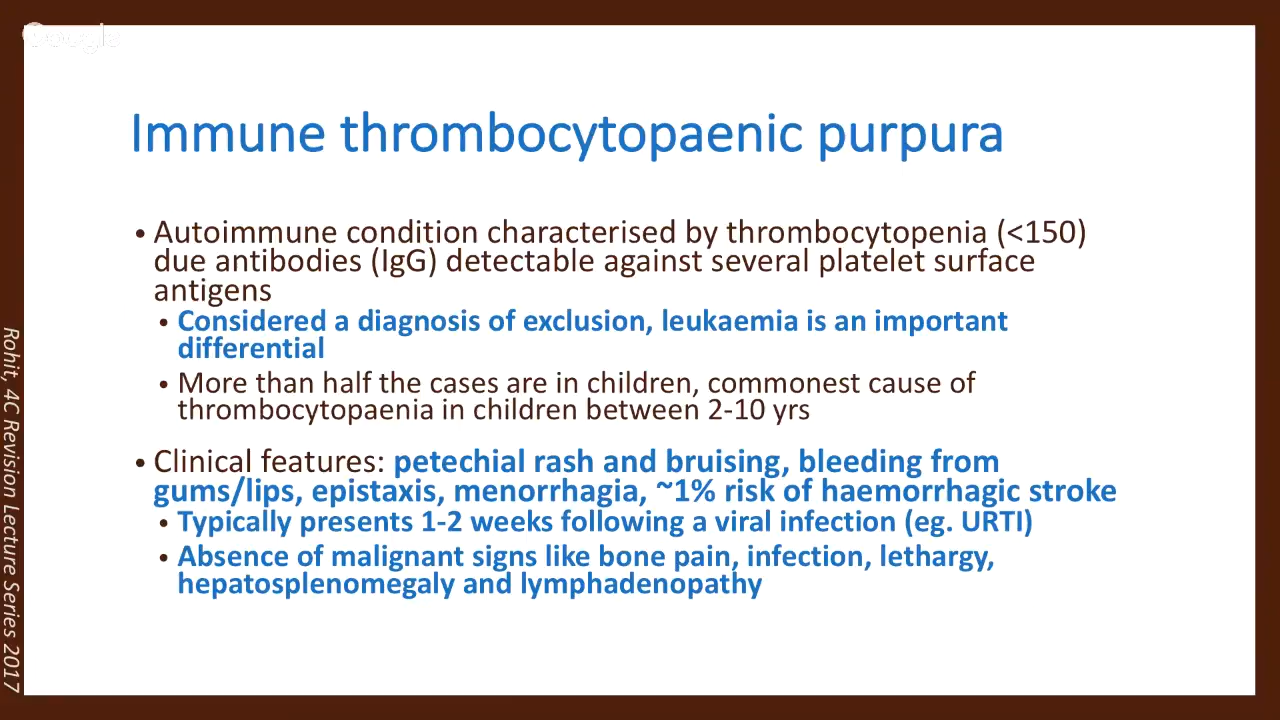 Google
Immune thrombocytopaenic purpura
• Autoimmune condition characterised by thrombocytopenia (<150)
due antibodies (IgG) detectable against several platelet surface
antigens
• Considered a diagnosis of exclusion, leukaemia is an important
differential
• More than half the cases are in children, commonest cause of
thrombocytopaenia in children between 2-10 yrs
• Clinical features: petechial rash and bruising, bleeding from
gums/lips, epistaxis, menorrhagia, ~1% risk of haemorrhagic stroke
• Typically presents 1-2 weeks following a viral infection (eg. URTI)
• Absence of malignant signs like bone pain, infection, lethargy,
hepatosplenomegaly and lymphadenopathy
Rohit, 4C Revision Lecture Series 2017